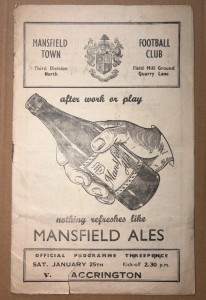 MANSFIELD TOWN
FOOTBALL CLUB
Third Division North
Field Mill Ground Quarry Lane
after work or play
Mansfield
nothing refreshes like
MANSFIELD ALES
OFFICIAL PROGRAMME THREEPENCE
SAT. JANUARY 25th Kick-off 2.30 p.m.
v. ACCRINGTON